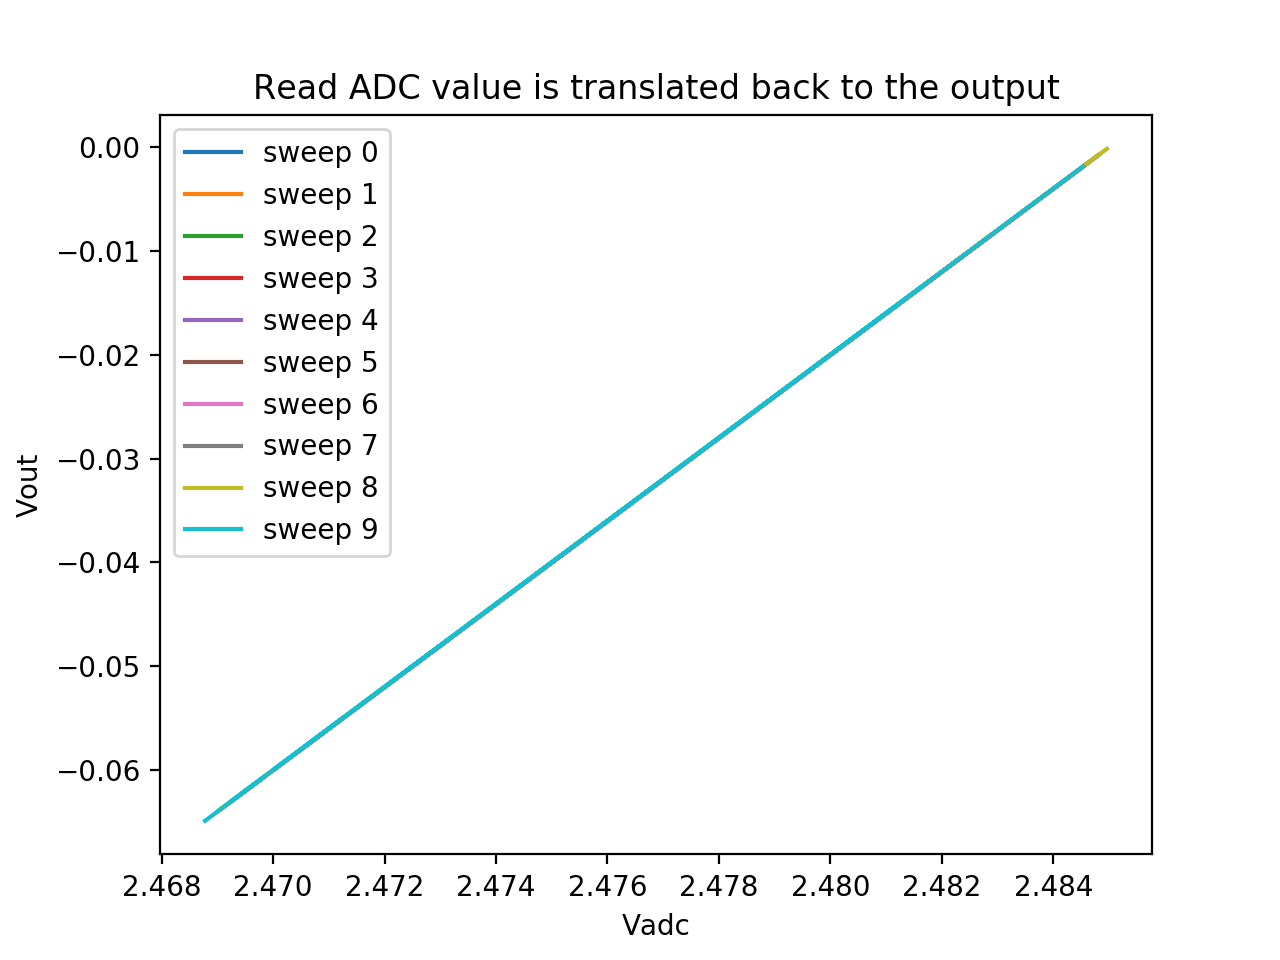 Read ADC value is translated back to the output
sweep 0
sweep 1
sweep 2
sweep 3
sweep 4
sweep 5
sweep 6
sweep 7
sweep 8
sweep 9
0.00
−0.01
−0.02
−0.03
−0.04
−0.05
−0.06
Vout
2.468 2.470 2.472 2.474 2.476 2.478 2.480 2.482 2.484
Vadc